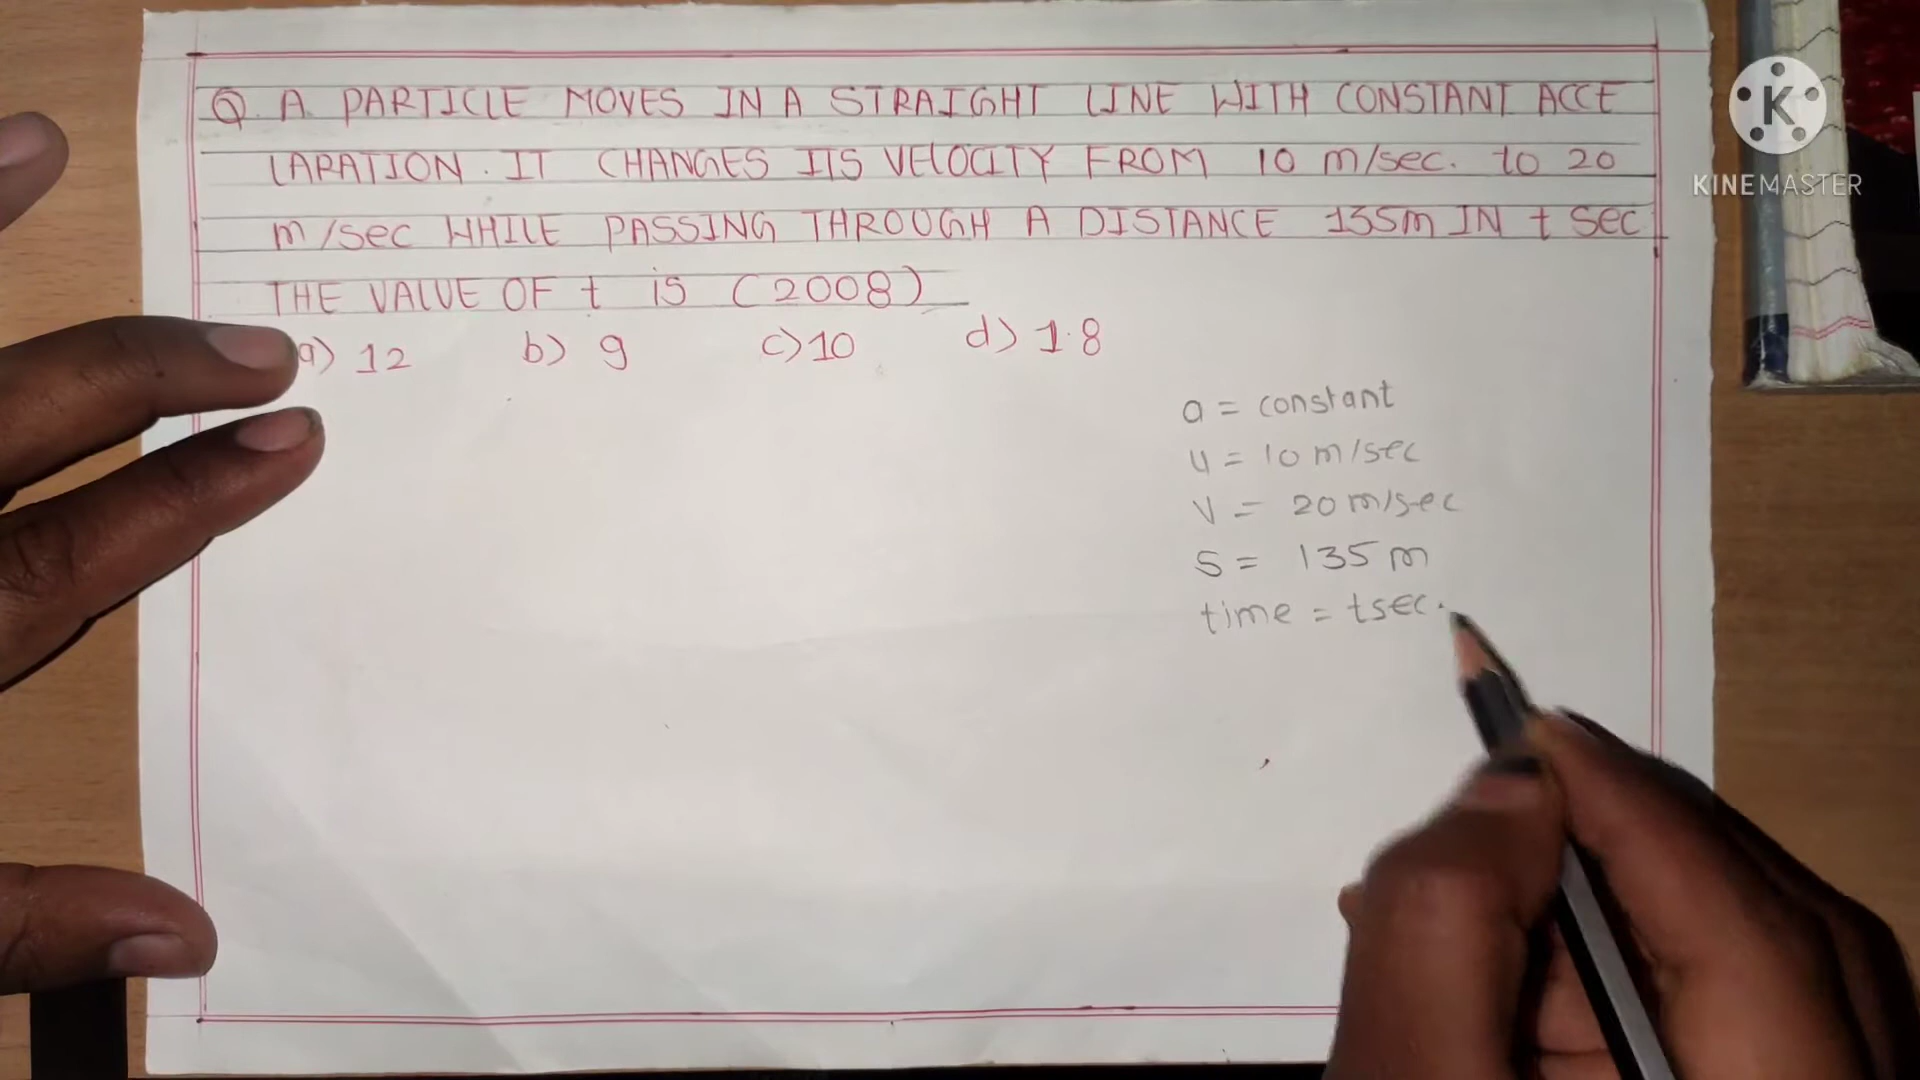 Q. A PARTICLE MOVES IN A STRAIGHT LINE WITH CONSTANT ACCE
LARATION. IT CHANGES ITS VELOCITY FROM 10 m/sec. to 20
m/sec WHILE PASSING THROUGH A DISTANCE 135m IN t sec
THE VALUE OF t is (2008)
a) 12 b) 9 c) 10 d) 1.8
a = constant
u = 10 m/sec
v = 20 m/sec
s = 135 m
time = tsec.
K
KINEMASTER